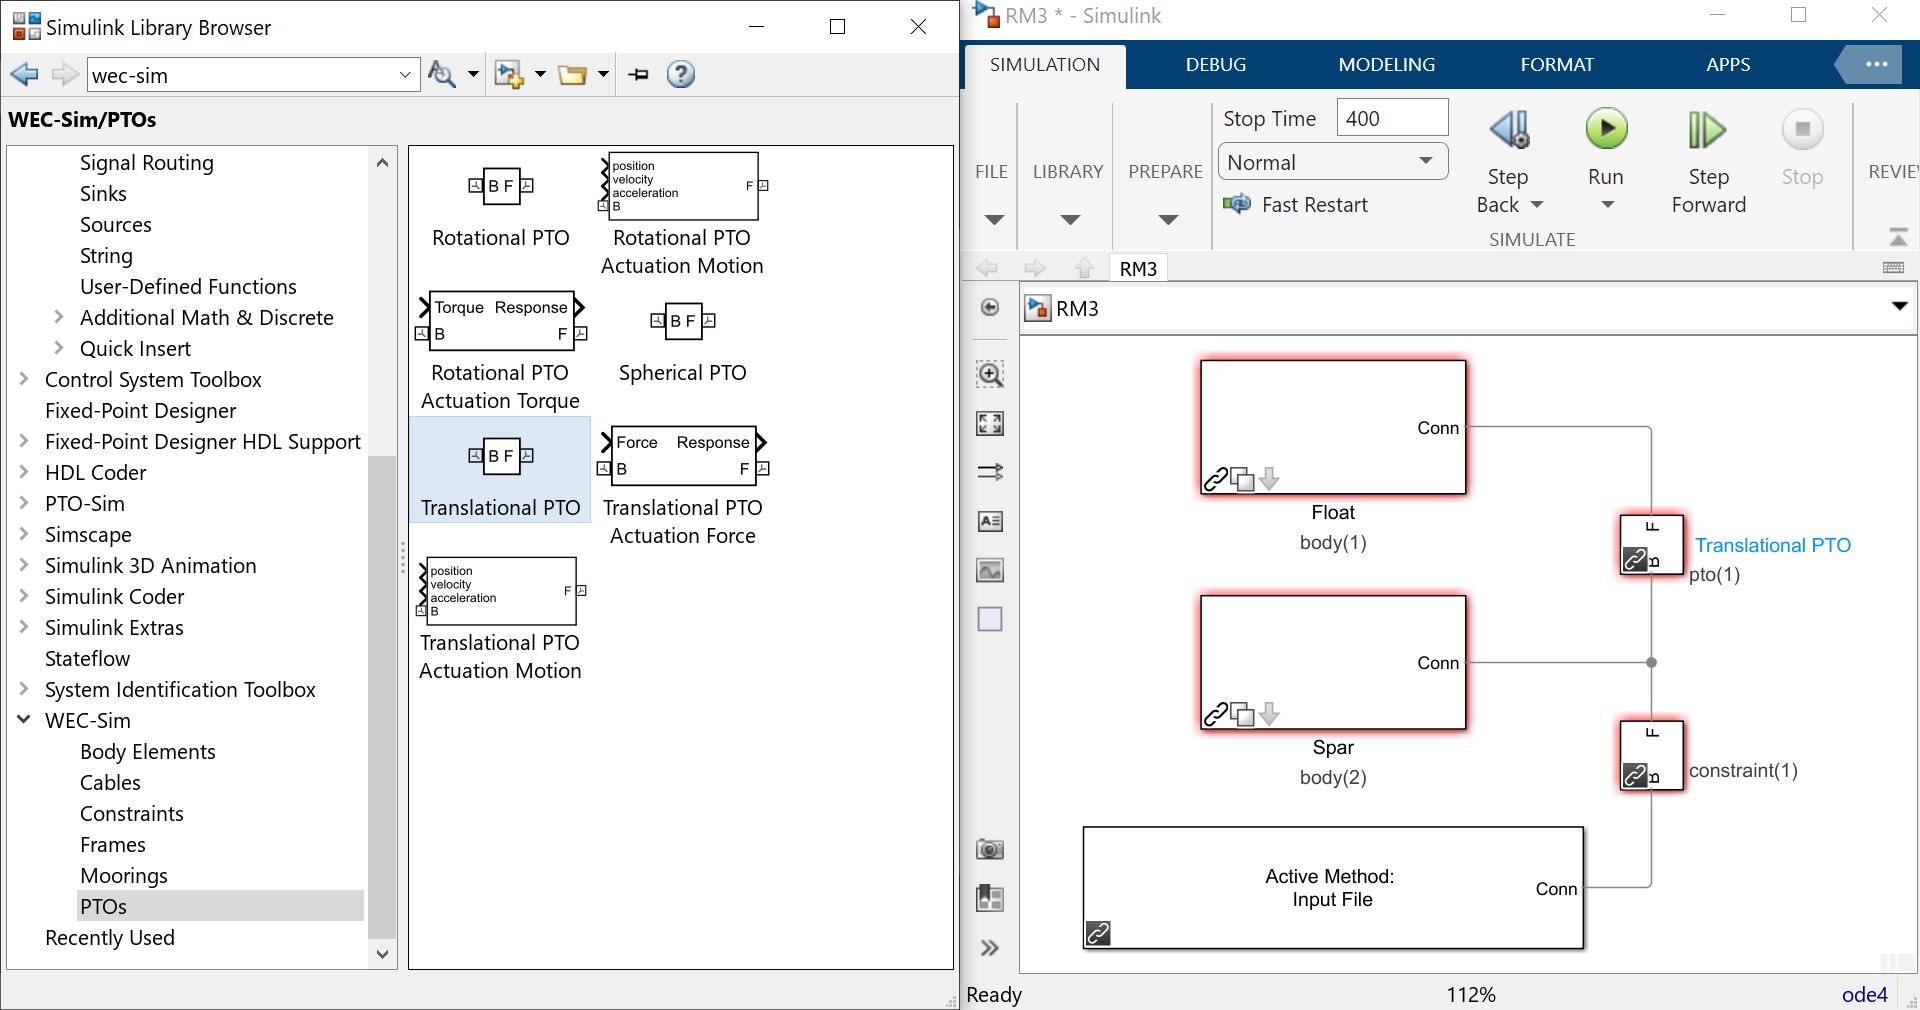 Simulink Library Browser
wec-sim
WEC-Sim/PTOs
Signal Routing
Sinks
Sources
String
User-Defined Functions
Additional Math & Discrete
Quick Insert
Control System Toolbox
Fixed-Point Designer
Fixed-Point Designer HDL Support
HDL Coder
PTO-Sim
Simscape
Simulink 3D Animation
Simulink Coder
Simulink Extras
Stateflow
System Identification Toolbox
WEC-Sim
Body Elements
Cables
Constraints
Frames
Moorings
PTOs
Recently Used
B F
Rotational PTO
position
velocity
acceleration
B
F
Rotational PTO
Actuation Motion
Torque Response
B F
Rotational PTO
Actuation Torque
B F
Spherical PTO
B F
Translational PTO
Force Response
B F
Translational PTO
Actuation Force
position
velocity
acceleration
B
F
Translational PTO
Actuation Motion
RM3 * - Simulink
SIMULATION DEBUG MODELING FORMAT APPS
FILE
LIBRARY
PREPARE
Stop Time 400
Normal
Fast Restart
Step
Back
Run
Step
Forward
Stop
SIMULATE
REVIE
RM3
RM3
Conn
Float
body(1)
F
B
Translational PTO
pto(1)
Conn
Spar
body(2)
F
B
constraint(1)
Active Method:
Input File
Conn
Ready 112% ode4